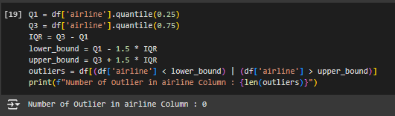 [19] Q1 = df['airline'].quantile(0.25)
Q3 = df['airline'].quantile(0.75)
IQR = Q3 - Q1
lower_bound = Q1 - 1.5 * IQR
upper_bound = Q3 + 1.5 * IQR
outliers = df[(df['airline'] < lower_bound) | (df['airline'] > upper_bound)]
print(f"Number of Outlier in airline Column : {len(outliers)}")
Number of Outlier in airline Column : 0